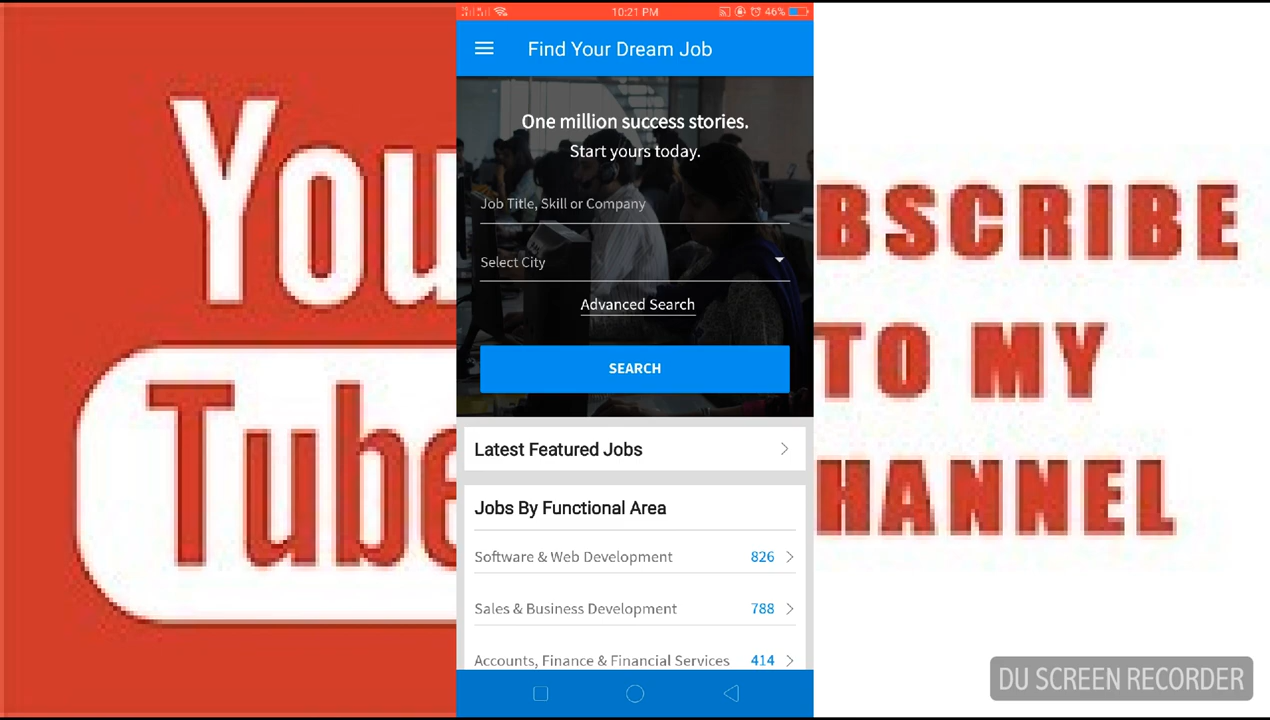 You
Tube
10:21 PM
46%
Find Your Dream Job
One million success stories.
Start yours today.
Job Title, Skill or Company
Select City
Advanced Search
SEARCH
Latest Featured Jobs
Jobs By Functional Area
Software & Web Development 826
Sales & Business Development 788
Accounts, Finance & Financial Services 414
BSCRIBE
TO MY
HANNEL
DU SCREEN RECORDER